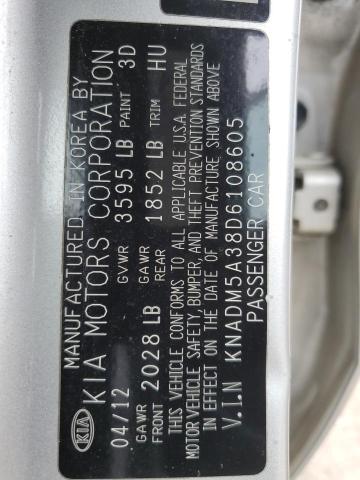 MANUFACTURED IN KOREA BY
KIA KIA MOTORS CORPORATION
04/12 GVWR 3595 LB PAINT 3D
GAWR FRONT 2028 LB GAWR REAR 1852 LB TRIM HU
THIS VEHICLE CONFORMS TO ALL APPLICABLE U.S.A. FEDERAL
MOTOR VEHICLE SAFETY, BUMPER, AND THEFT PREVENTION STANDARDS
IN EFFECT ON THE DATE OF MANUFACTURE SHOWN ABOVE
V.I.N KNADM5A38D6108605
PASSENGER CAR